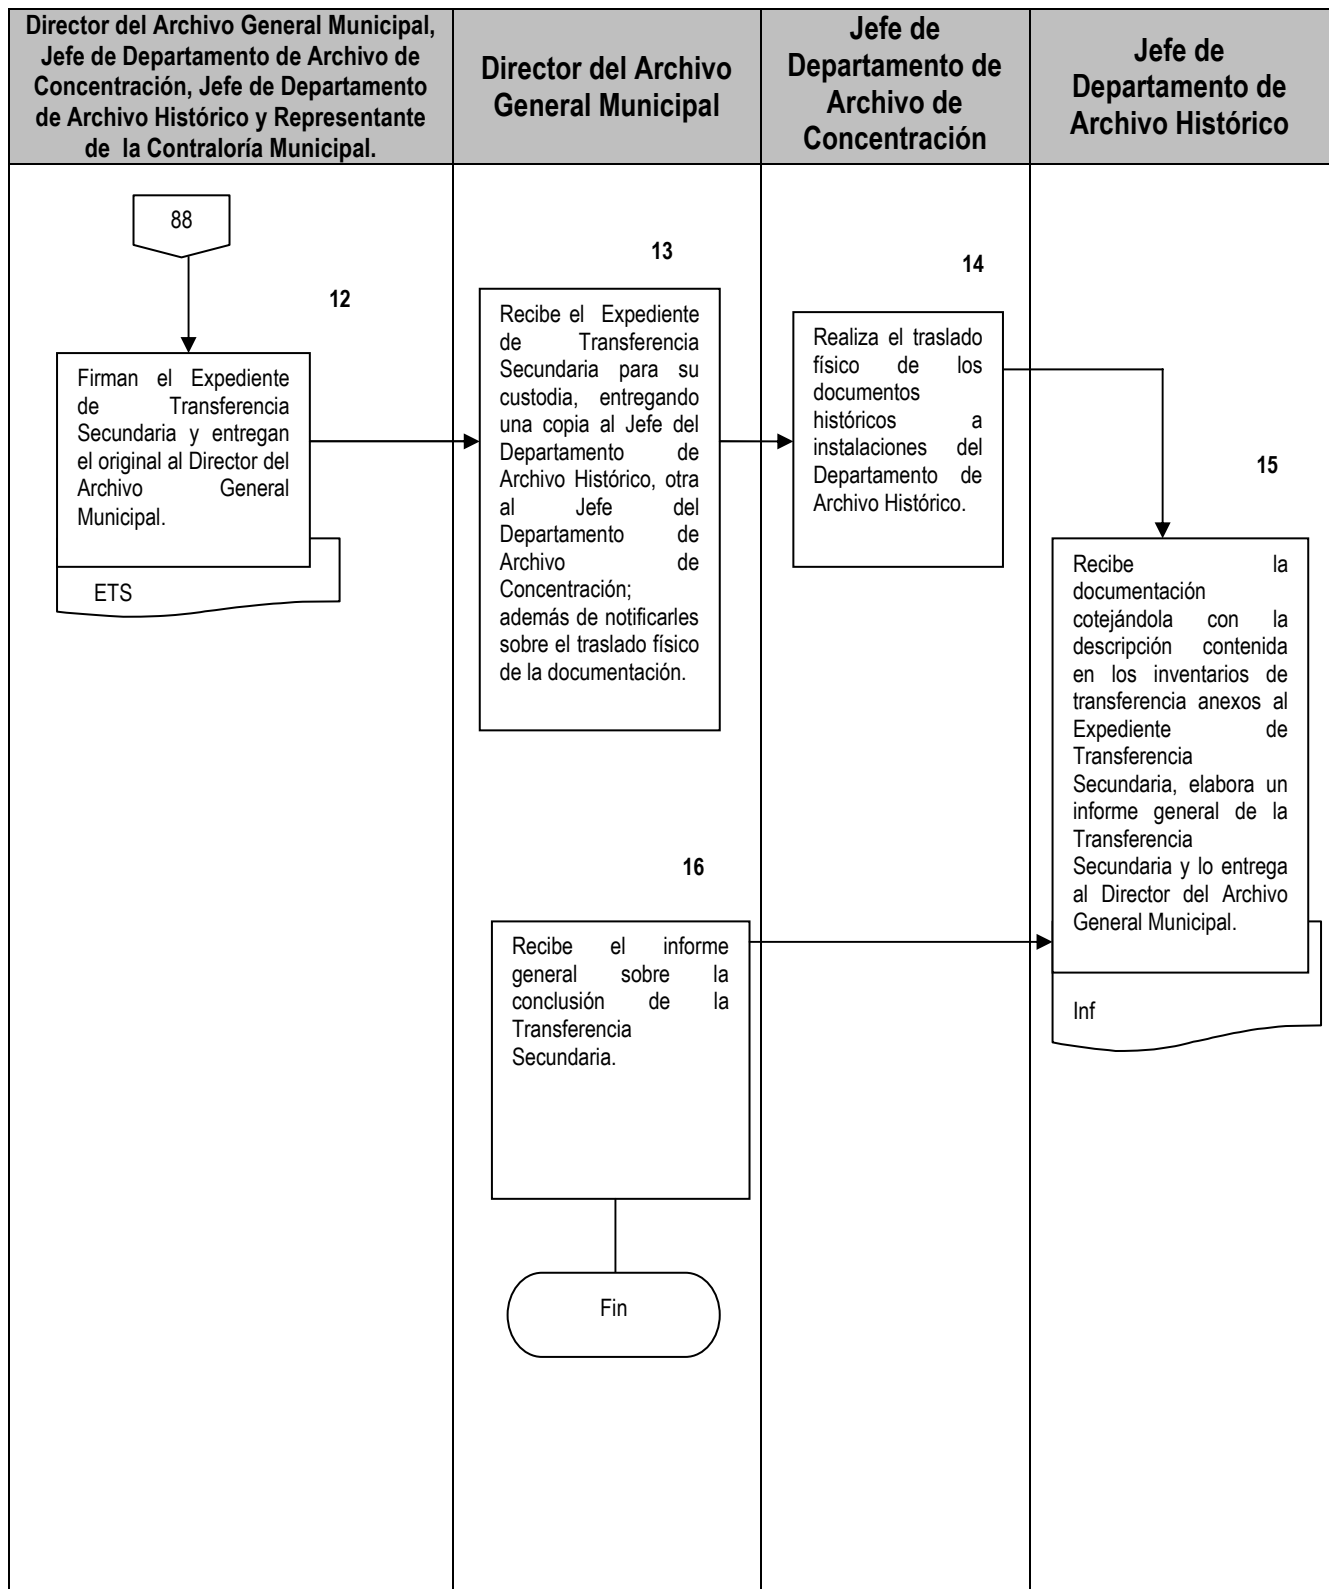 Director del Archivo General Municipal,
Jefe de Departamento de Archivo de
Concentración, Jefe de Departamento
de Archivo Histórico y Representante
de la Contraloría Municipal.
Director del Archivo
General Municipal
Jefe de
Departamento de
Archivo de
Concentración
Jefe de
Departamento de
Archivo Histórico
88
12
Firman el Expediente
de Transferencia
Secundaria y entregan
el original al Director del
Archivo General
Municipal.
ETS
13
Recibe el Expediente
de Transferencia
Secundaria para su
custodia, entregando
una copia al Jefe del
Departamento de
Archivo Histórico, otra
al Jefe del
Departamento de
Archivo de
Concentración;
además de notificarles
sobre el traslado físico
de la documentación.
14
Realiza el traslado
físico de los
documentos
históricos a
instalaciones del
Departamento de
Archivo Histórico.
15
Recibe la
documentación
cotejándola con la
descripción contenida
en los inventarios de
transferencia anexos al
Expediente de
Transferencia
Secundaria, elabora un
informe general de la
Transferencia
Secundaria y lo entrega
al Director del Archivo
General Municipal.
Inf
16
Recibe el informe
general sobre la
conclusión de la
Transferencia
Secundaria.
Fin